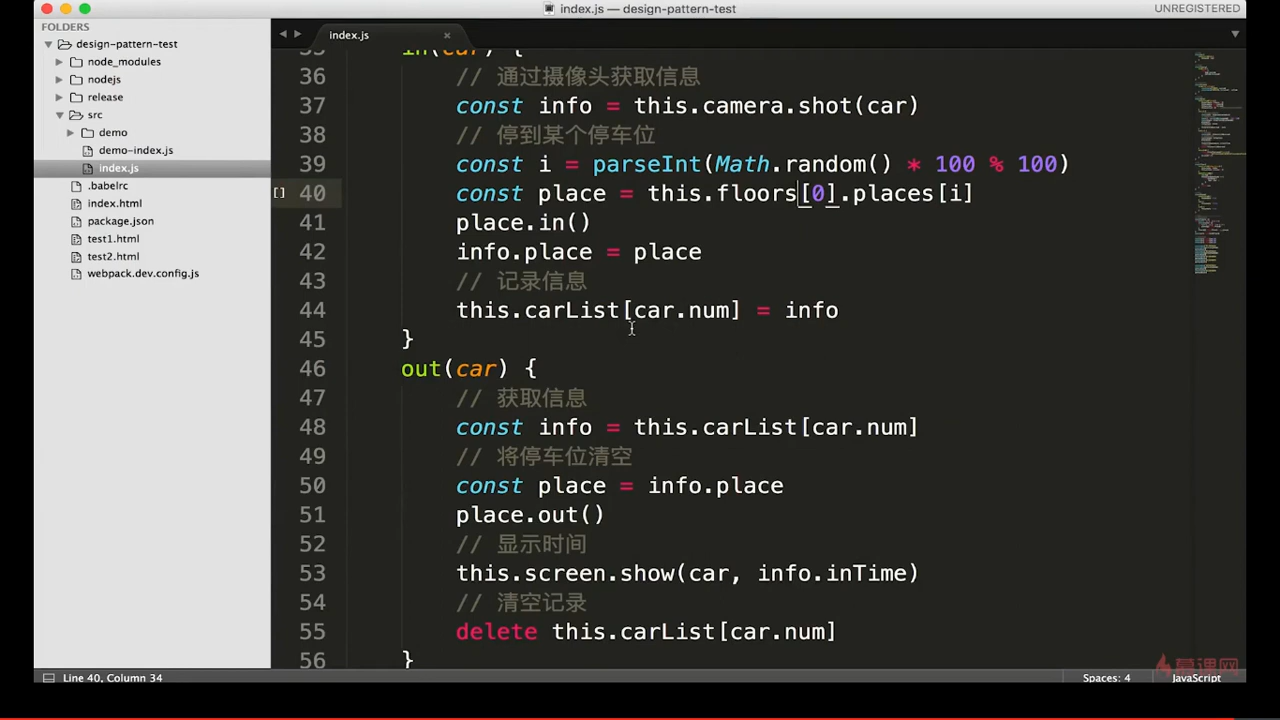 index.js — design-pattern-test
UNREGISTERED
FOLDERS
design-pattern-test
node_modules
nodejs
release
src
demo
demo-index.js
index.js
.babelrc
index.html
package.json
test1.html
test2.html
webpack.dev.config.js
index.js ×
35 in(car) {
36 // 通过摄像头获取信息
37 const info = this.camera.shot(car)
38 // 停到某个停车位
39 const i = parseInt(Math.random() * 100 % 100)
[] 40 const place = this.floors[0].places[i]
41 place.in()
42 info.place = place
43 // 记录信息
44 this.carList[car.num] = info
45 }
46 out(car) {
47 // 获取信息
48 const info = this.carList[car.num]
49 // 将停车位清空
50 const place = info.place
51 place.out()
52 // 显示时间
53 this.screen.show(car, info.inTime)
54 // 清空记录
55 delete this.carList[car.num]
56 }
慕课网
Line 40, Column 34
Spaces: 4
JavaScript